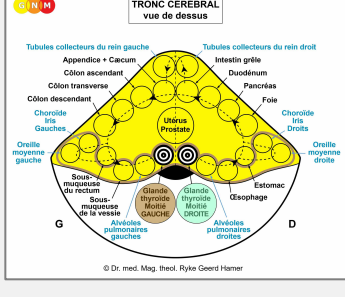 G N M
TRONC CEREBRAL
vue de dessus
Tubules collecteurs du rein gauche
Tubules collecteurs du rein droit
Appendice + Cæcum
Intestin grêle
Côlon ascendant
Duodénum
Côlon transverse
Pancréas
Côlon descendant
Foie
Choroïde
Iris
Gauches
Choroïde
Iris
Droits
Utérus
Prostate
Oreille
moyenne
gauche
Oreille
moyenne
droite
Sous-
muqueuse
du rectum
Sous-
muqueuse
de la vessie
Glande
thyroïde
Moitié
GAUCHE
Glande
thyroïde
Moitié
DROITE
Estomac
Œsophage
G
D
Alvéoles
pulmonaires
gauches
Alvéoles
pulmonaires
droites
© Dr. med. Mag. theol. Ryke Geerd Hamer